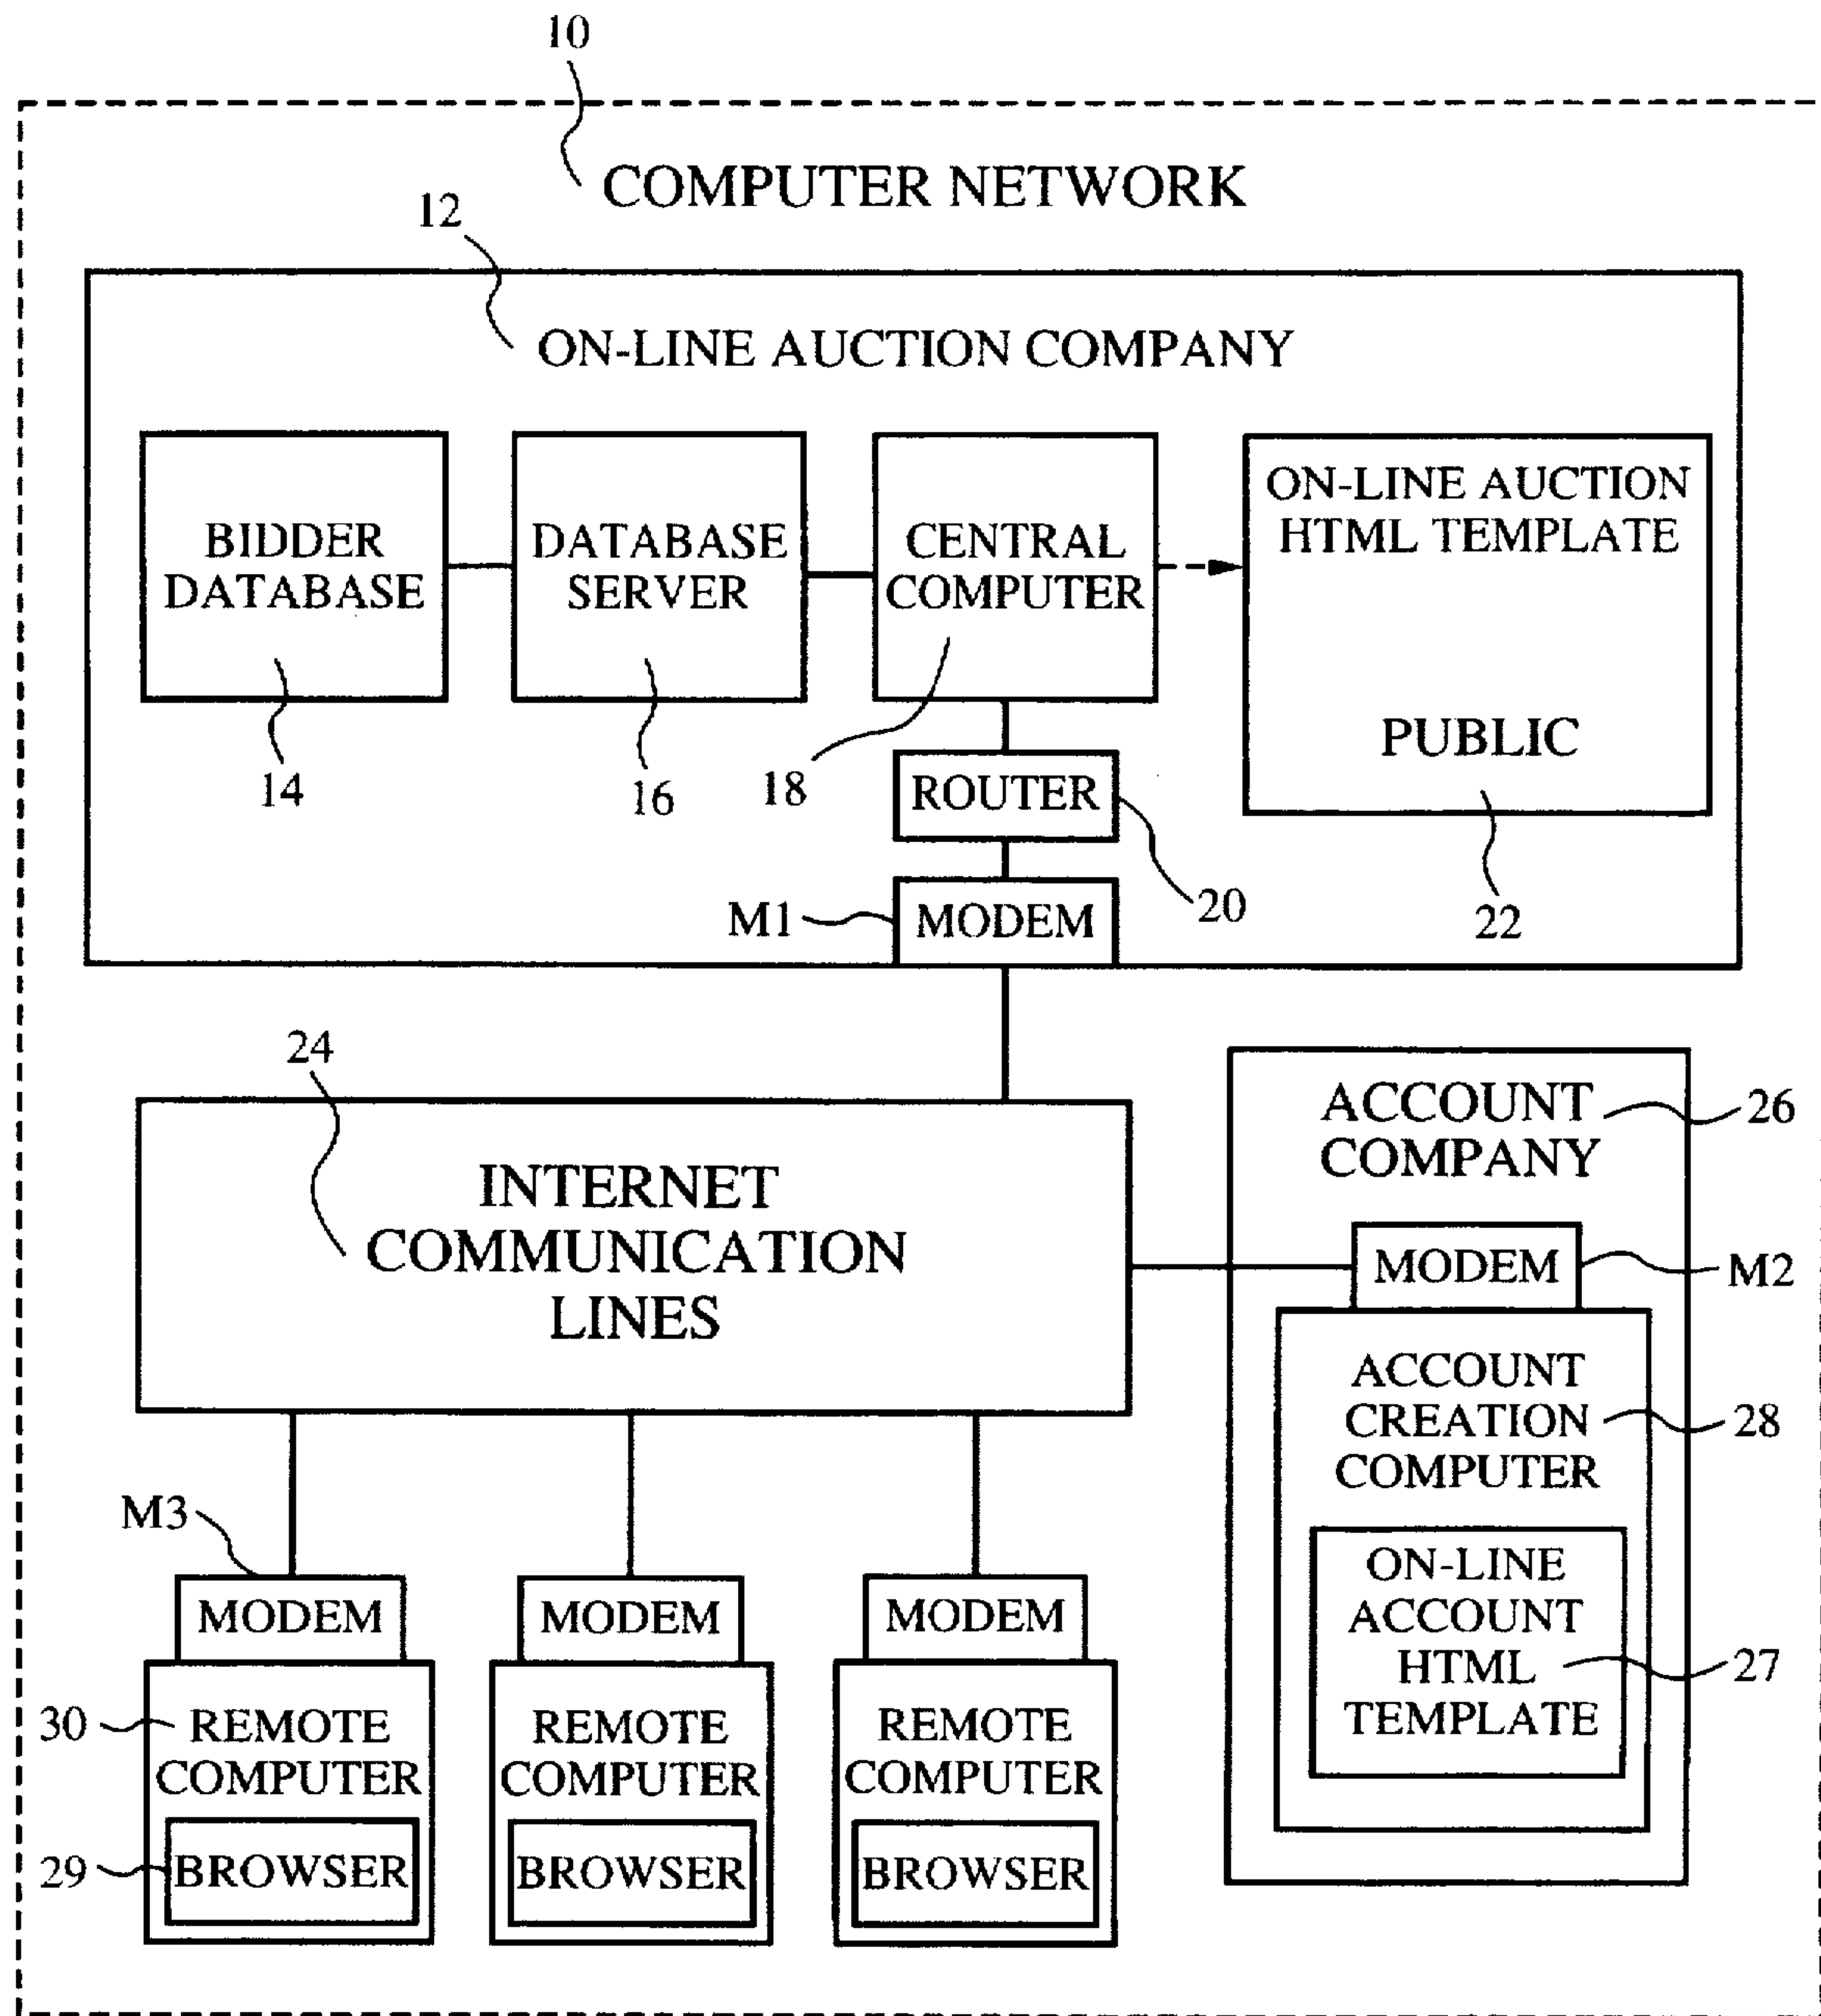 10
COMPUTER NETWORK
12
ON-LINE AUCTION COMPANY
BIDDER
DATABASE
14
DATABASE
SERVER
16
CENTRAL
COMPUTER
18
ON-LINE AUCTION
HTML TEMPLATE
PUBLIC
22
ROUTER
20
M1
MODEM
24
INTERNET
COMMUNICATION
LINES
ACCOUNT
COMPANY
26
MODEM
M2
ACCOUNT
CREATION
COMPUTER
28
ON-LINE
ACCOUNT
HTML
TEMPLATE
27
M3
MODEM
30
REMOTE
COMPUTER
29
BROWSER
MODEM
REMOTE
COMPUTER
BROWSER
MODEM
REMOTE
COMPUTER
BROWSER